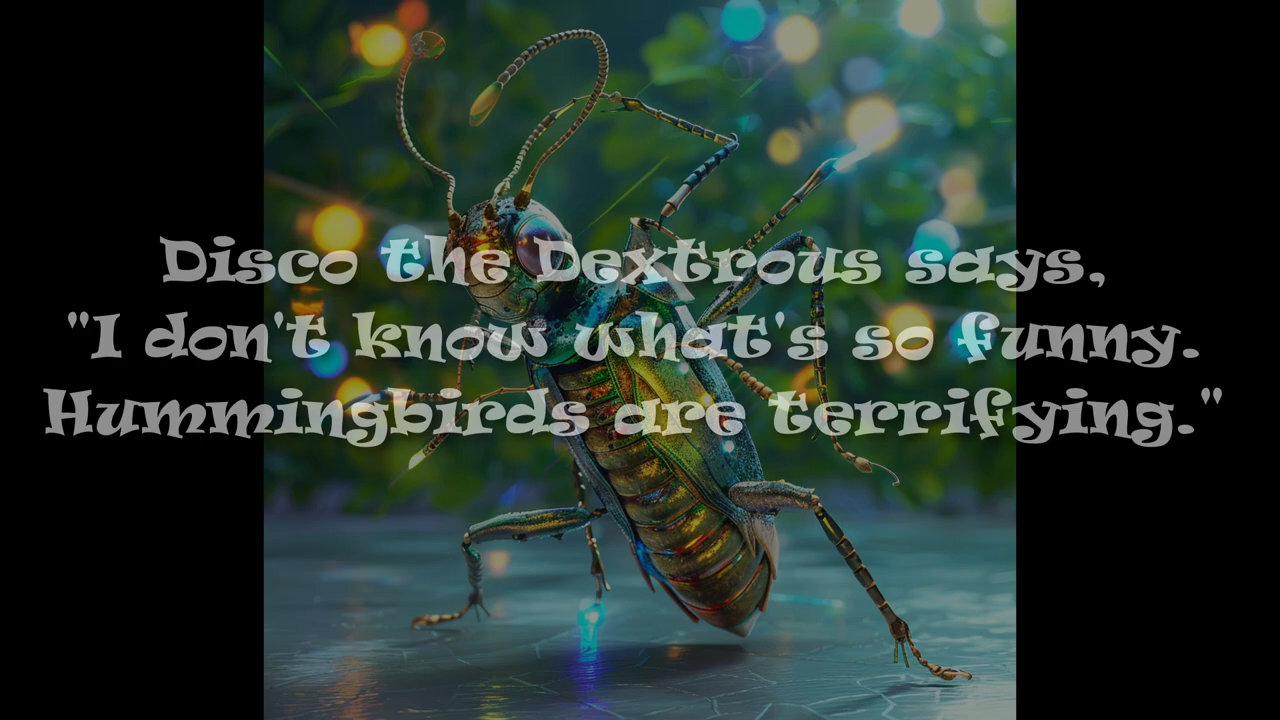 Disco the Dextrous says,
"I don't know what's so funny.
Hummingbirds are terrifying."